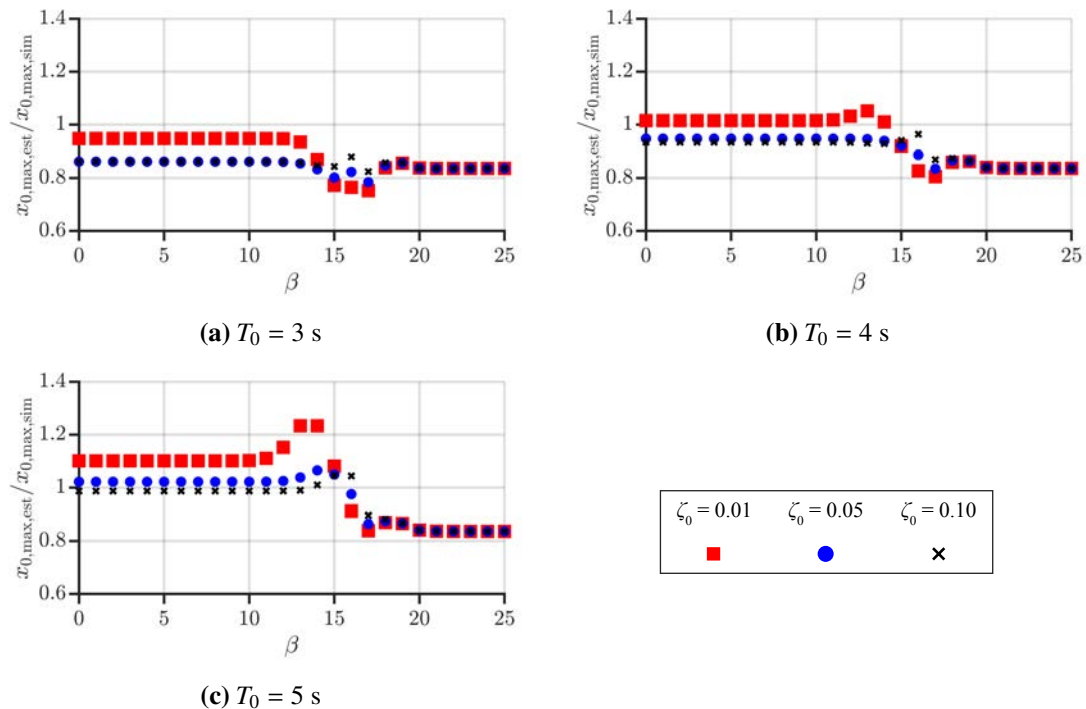 1.4
1.2
1
0.8
0.6
x0,max,est/x0,max,sim
0 5 10 15 20 25
β
(a) T0 = 3 s
1.4
1.2
1
0.8
0.6
x0,max,est/x0,max,sim
0 5 10 15 20 25
β
(b) T0 = 4 s
1.4
1.2
1
0.8
0.6
x0,max,est/x0,max,sim
0 5 10 15 20 25
β
(c) T0 = 5 s
ζ0 = 0.01 ζ0 = 0.05 ζ0 = 0.10